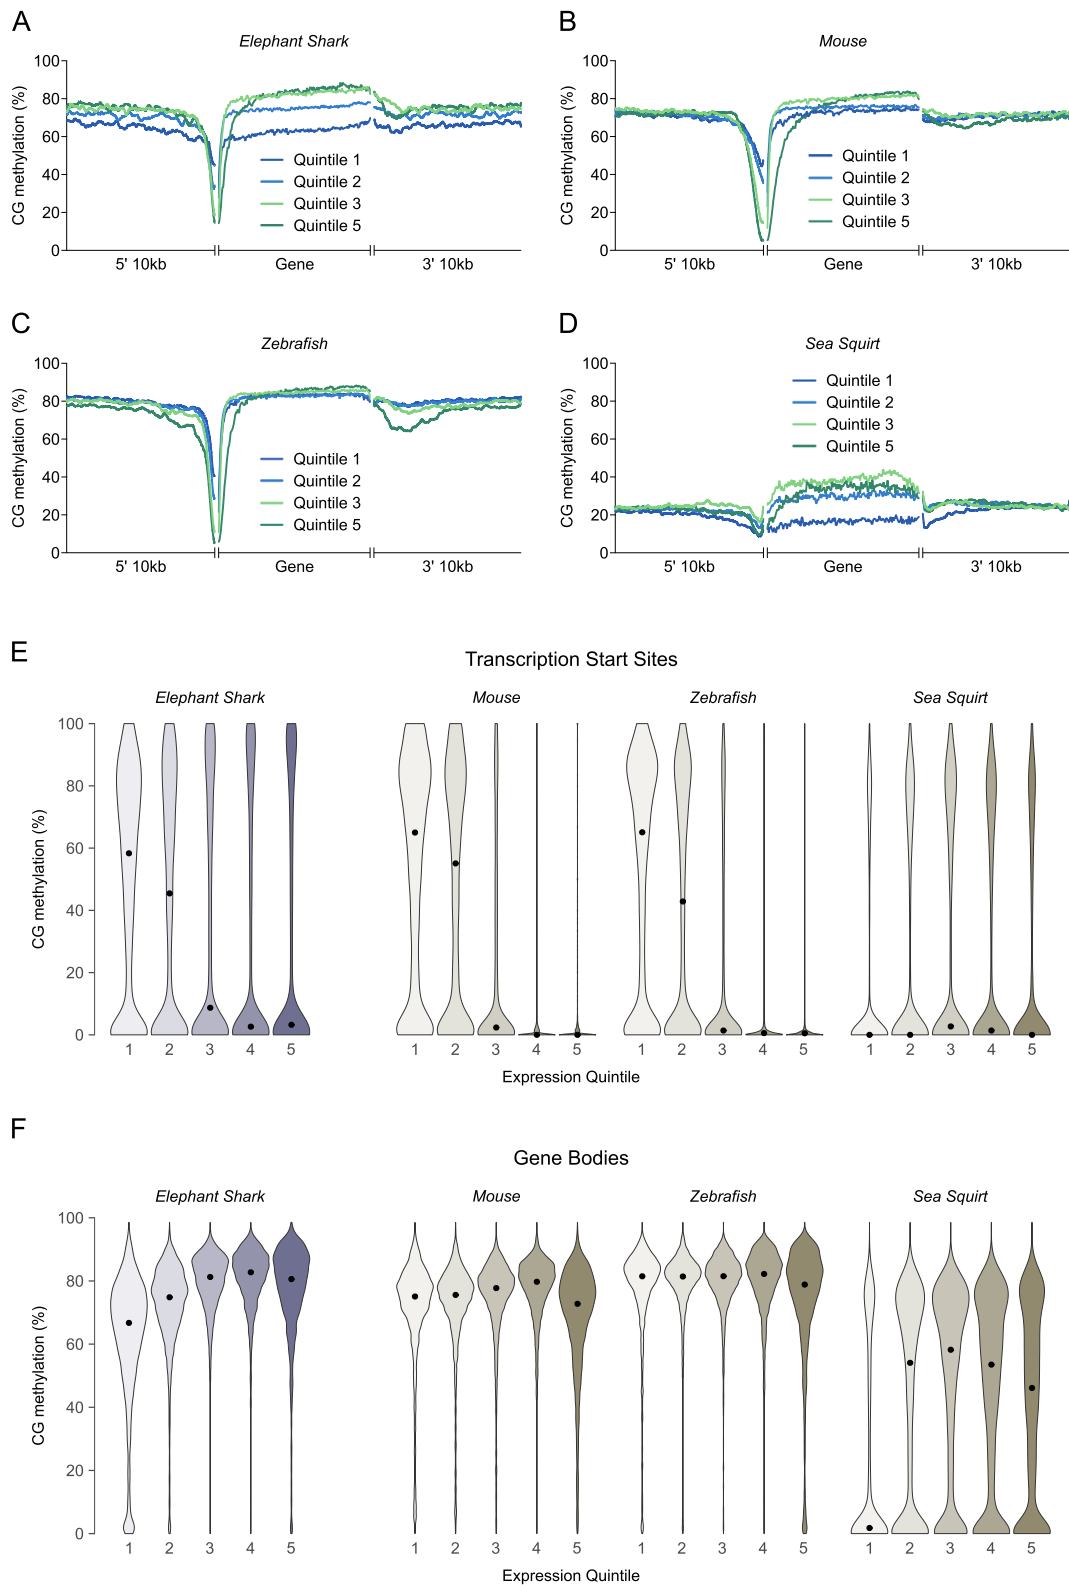 A
Elephant Shark
CG methylation (%)
100
80
60
40
20
0
Quintile 1
Quintile 2
Quintile 3
Quintile 5
5' 10kb
Gene
3' 10kb
B
Mouse
CG methylation (%)
100
80
60
40
20
0
Quintile 1
Quintile 2
Quintile 3
Quintile 5
5' 10kb
Gene
3' 10kb
C
Zebrafish
CG methylation (%)
100
80
60
40
20
0
Quintile 1
Quintile 2
Quintile 3
Quintile 5
5' 10kb
Gene
3' 10kb
D
Sea Squirt
CG methylation (%)
100
80
60
40
20
0
Quintile 1
Quintile 2
Quintile 3
Quintile 5
5' 10kb
Gene
3' 10kb
E
Transcription Start Sites
Elephant Shark
Mouse
Zebrafish
Sea Squirt
CG methylation (%)
100
80
60
40
20
0
1 2 3 4 5
1 2 3 4 5
1 2 3 4 5
1 2 3 4 5
Expression Quintile
F
Gene Bodies
Elephant Shark
Mouse
Zebrafish
Sea Squirt
CG methylation (%)
100
80
60
40
20
0
1 2 3 4 5
1 2 3 4 5
1 2 3 4 5
1 2 3 4 5
Expression Quintile